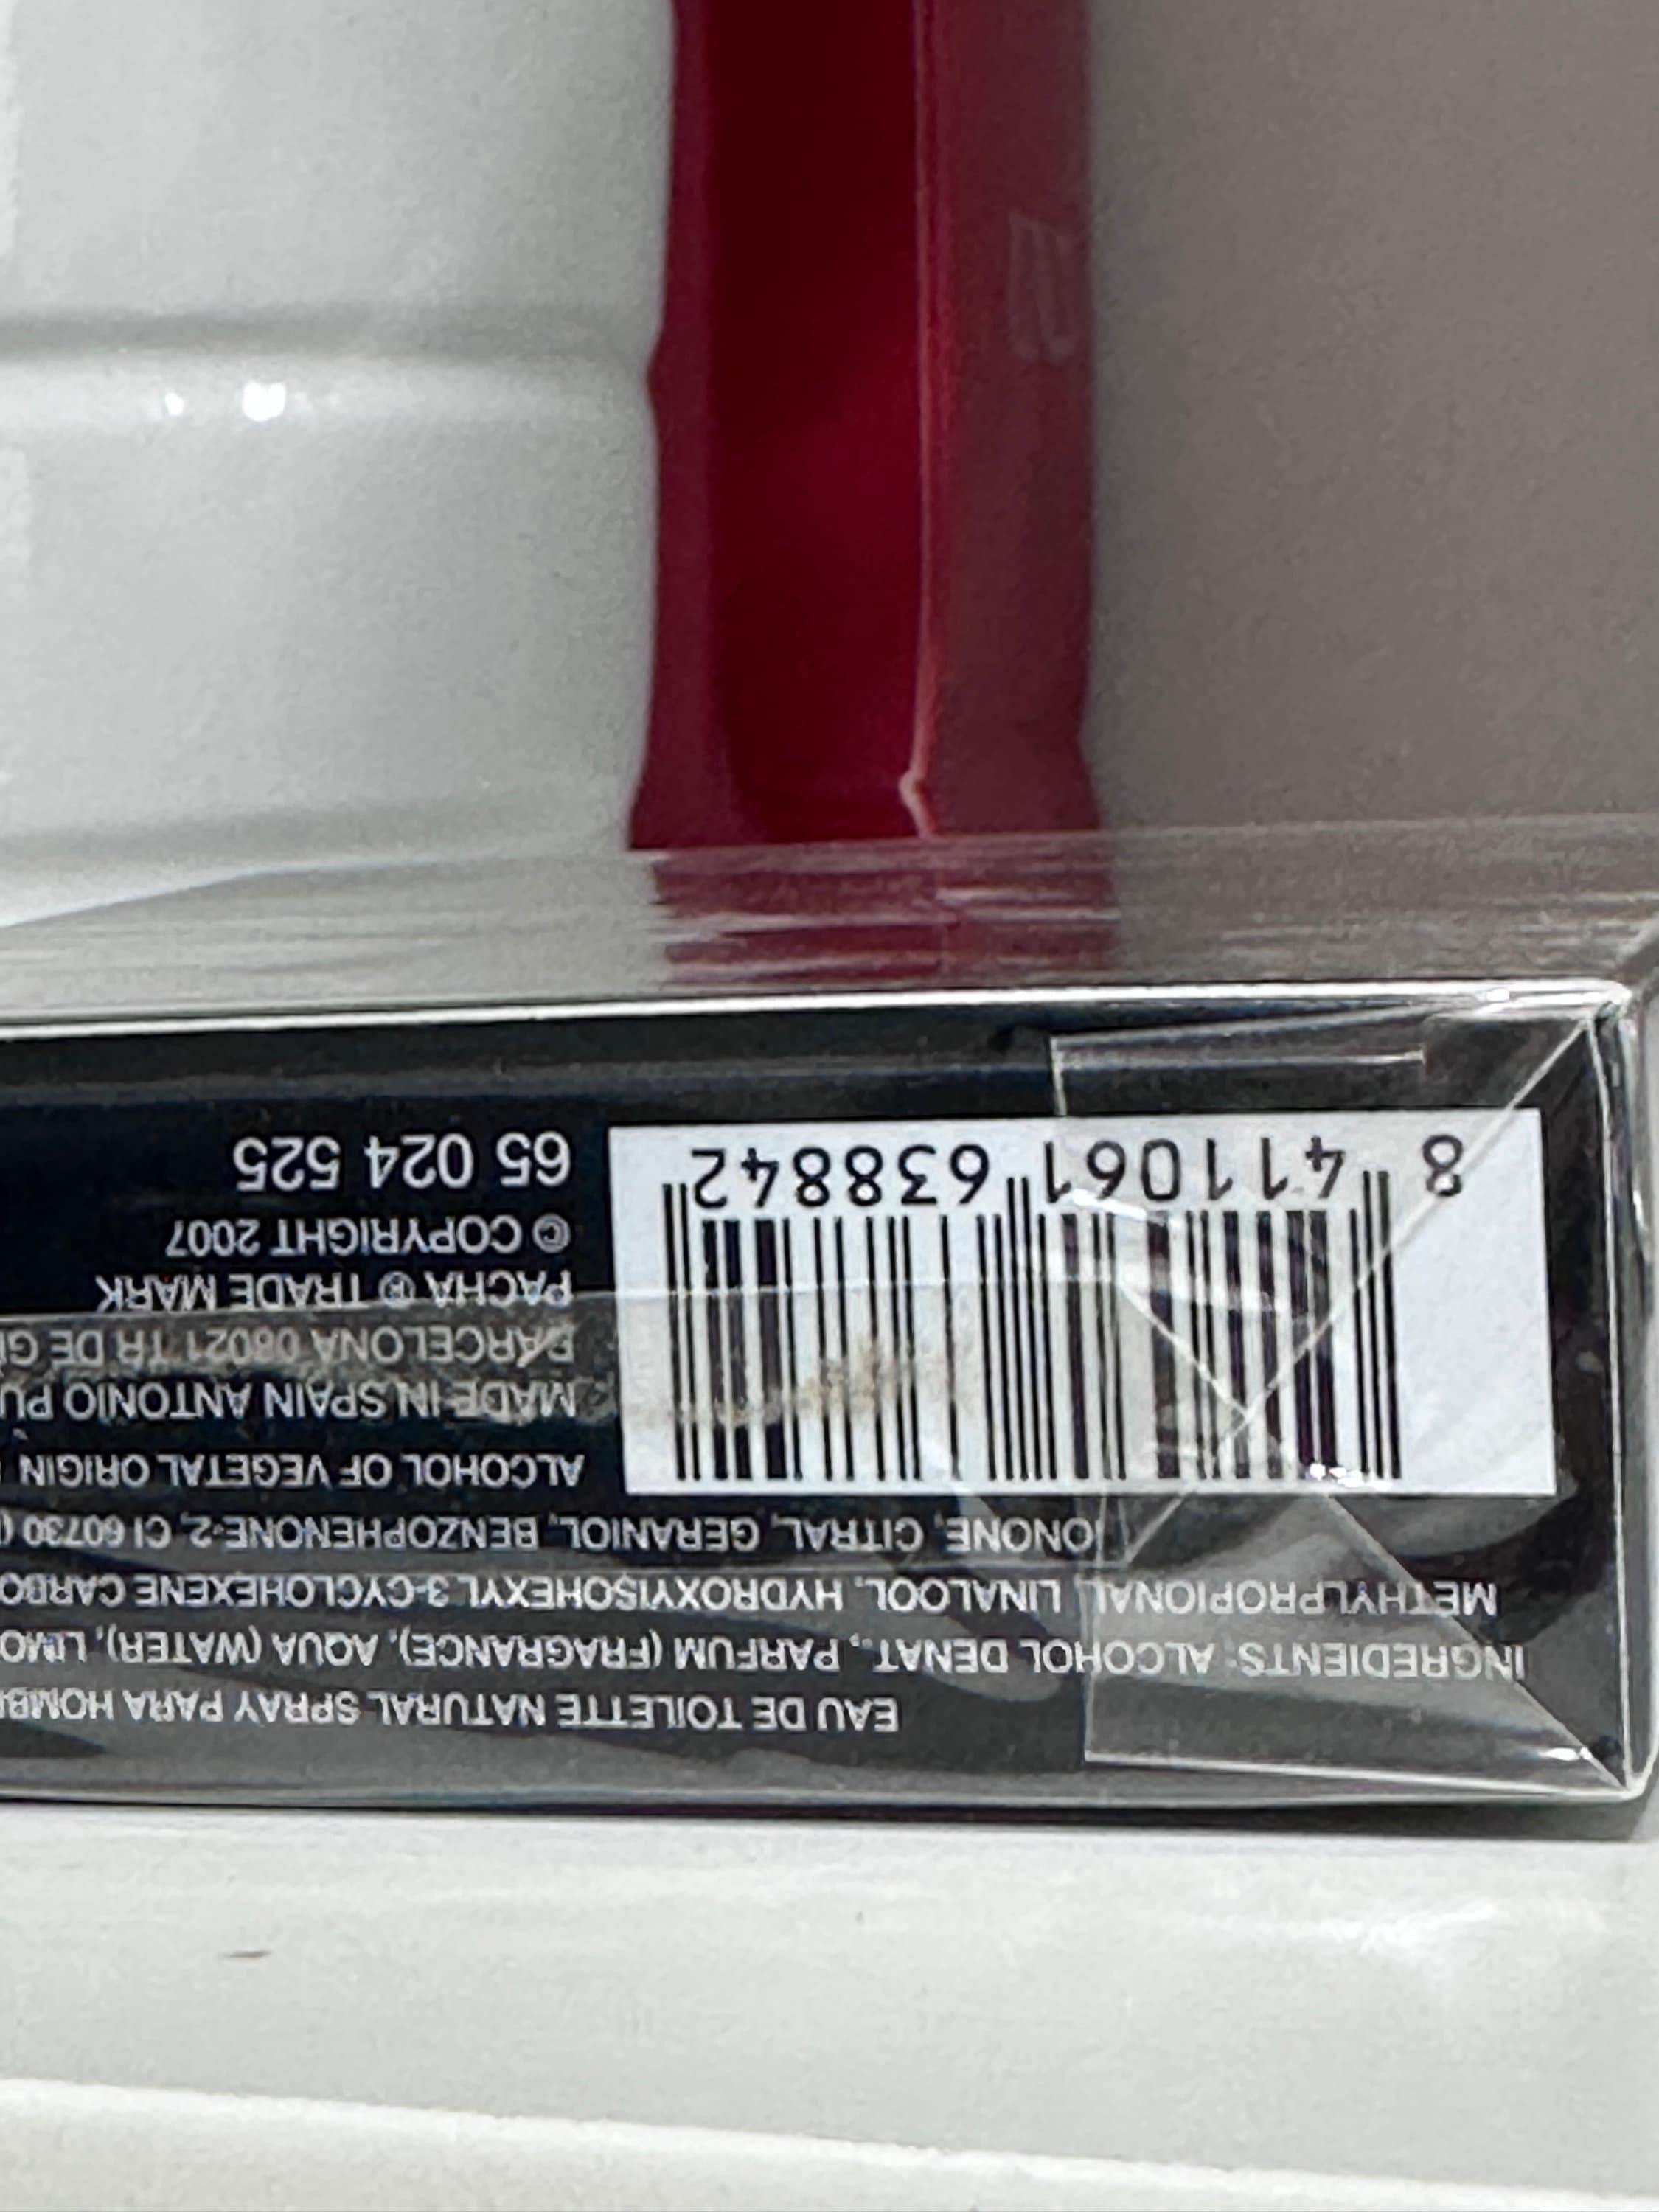 EAU DE TOILETTE NATURAL SPRAY PARA
INGREDIENTS: ALCOHOL DENAT., PARFUM (FRAGRANCE), AQUA (WATER),
METHYLPROPIONAL, LINALOOL, HYDROXYISOHEXYL 3-CYCLOHEXENE
IONONE, CITRAL, GERANIOL, BENZOPHENONE-2, CI 60730
ALCOHOL OF VEGETAL ORIGIN
MADE IN SPAIN ANTONIO
BARCELONA 08021 TR DE
PACHA ® TRADE MARK
© COPYRIGHT 2007
65 024 525
8 411061 638842